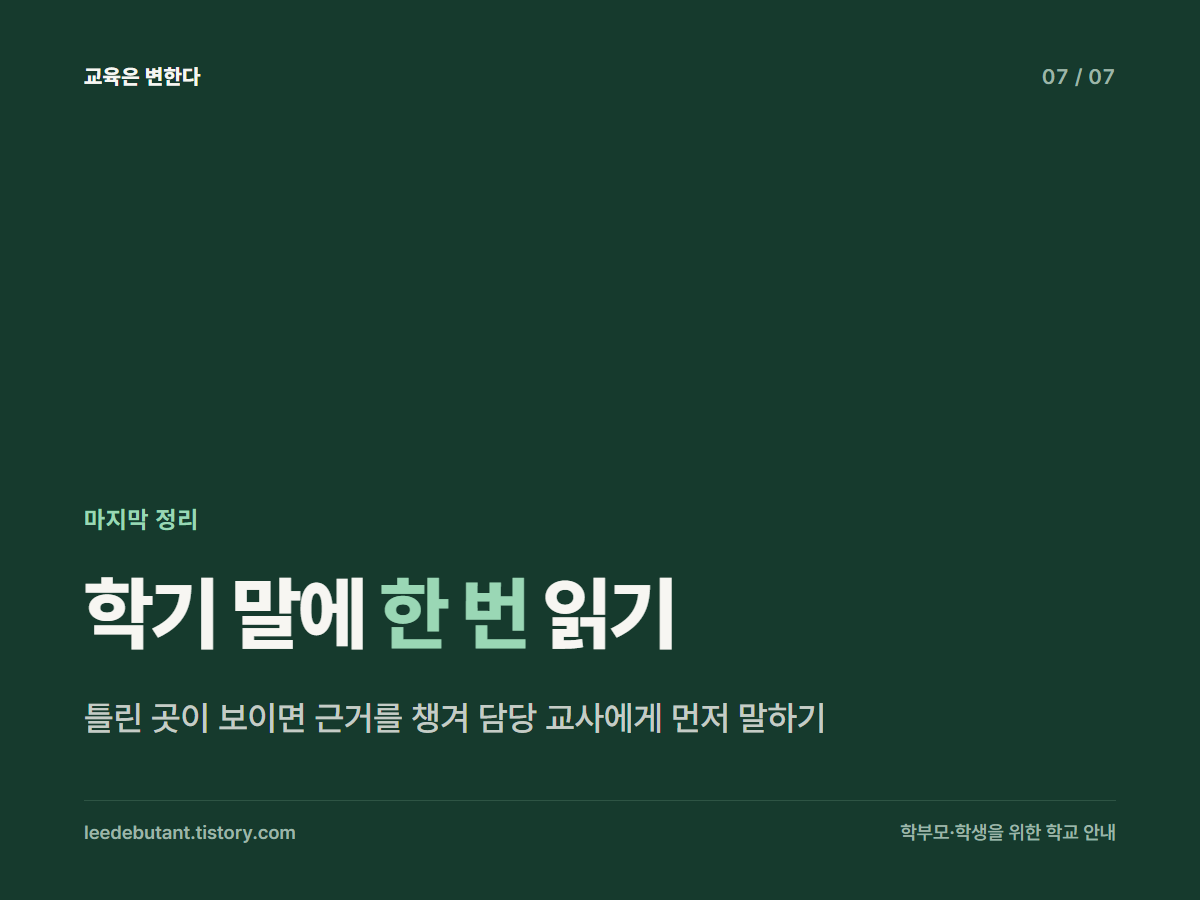 교육은 변한다
07 / 07
마지막 정리
학기 말에 한 번 읽기
틀린 곳이 보이면 근거를 챙겨 담당 교사에게 먼저 말하기
leedebutant.tistory.com
학부모·학생을 위한 학교 안내